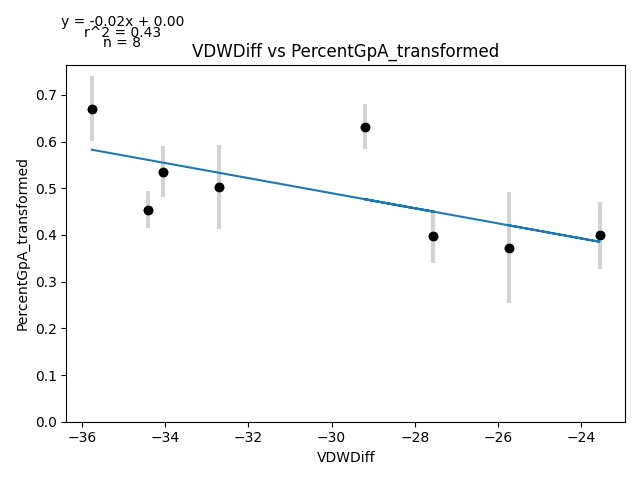 y = -0.02x + 0.00
r^2 = 0.43
n = 8
VDWDiff vs PercentGpA_transformed
PercentGpA_transformed
0.7
0.6
0.5
0.4
0.3
0.2
0.1
0.0
−36 −34 −32 −30 −28 −26 −24
VDWDiff